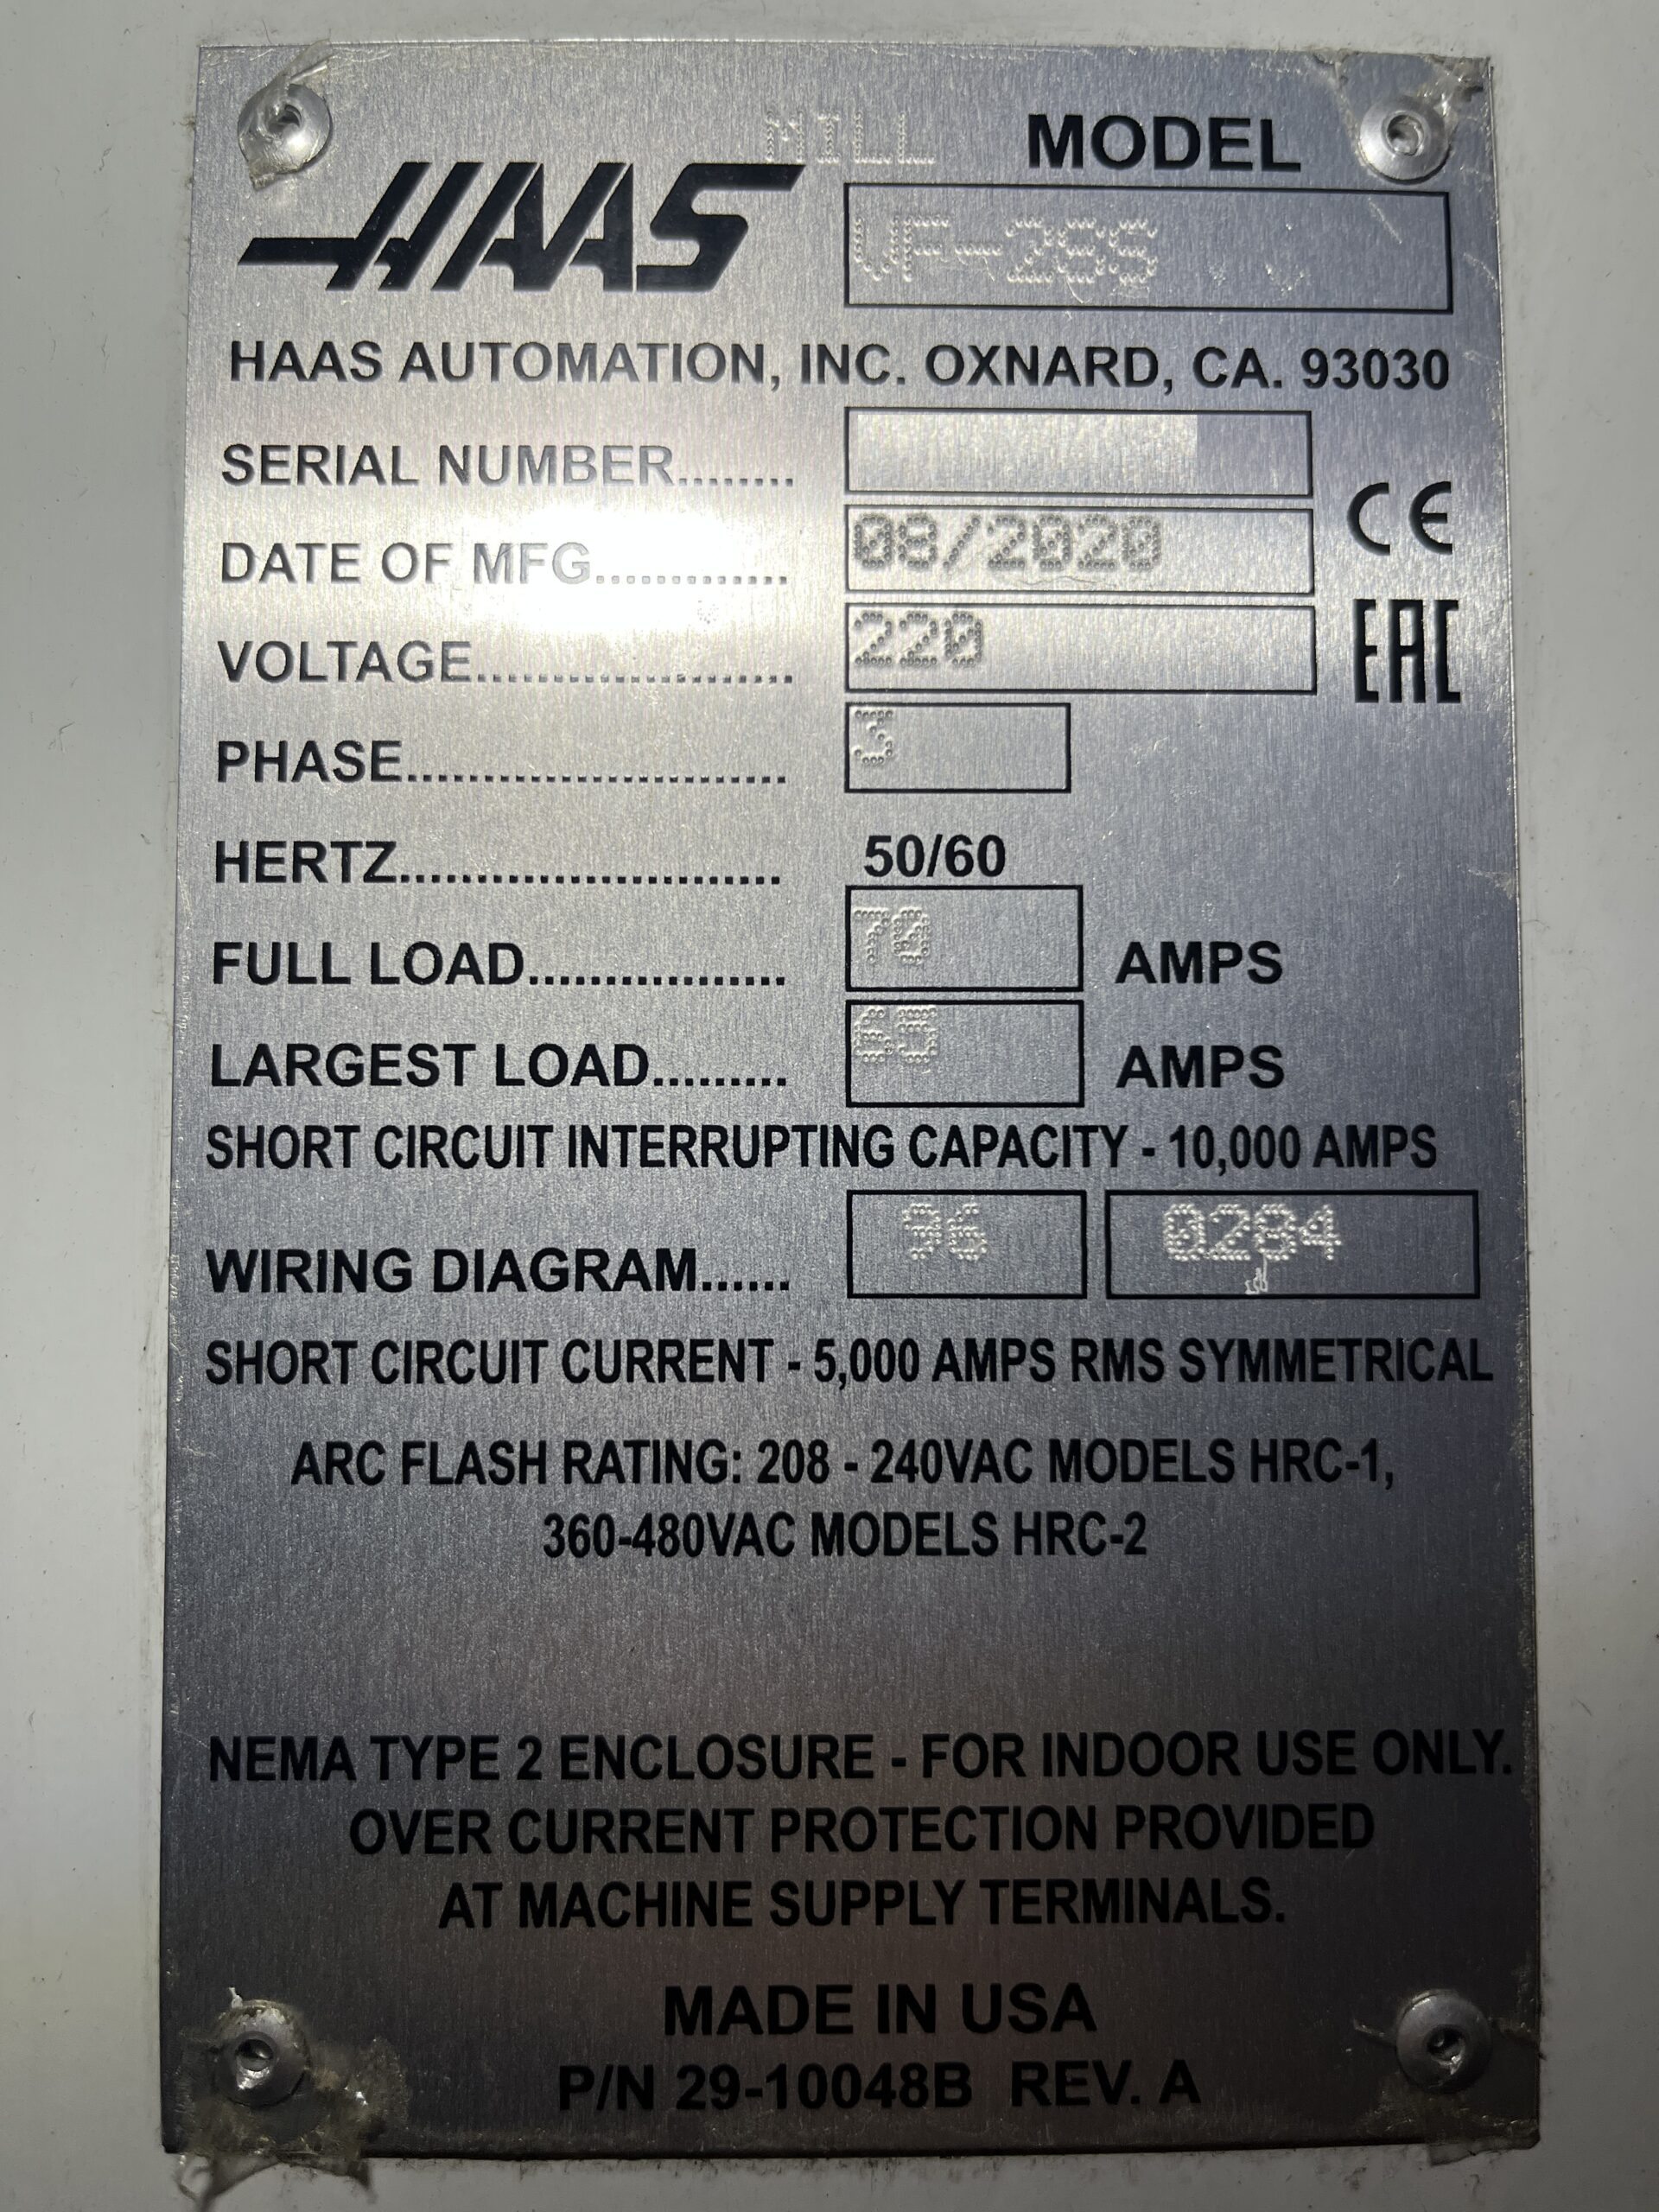 MILL
MODEL
HAAS
VF-2SS
HAAS AUTOMATION, INC. OXNARD, CA. 93030
SERIAL NUMBER........
CE
DATE OF MFG............. 08/2020
EAC
VOLTAGE..................... 220
PHASE......................... 3
HERTZ......................... 50/60
FULL LOAD................. 70 AMPS
LARGEST LOAD......... AMPS
SHORT CIRCUIT INTERRUPTING CAPACITY - 10,000 AMPS
WIRING DIAGRAM...... 96 0284
SHORT CIRCUIT CURRENT - 5,000 AMPS RMS SYMMETRICAL
ARC FLASH RATING: 208 - 240VAC MODELS HRC-1,
360-480VAC MODELS HRC-2
NEMA TYPE 2 ENCLOSURE - FOR INDOOR USE ONLY.
OVER CURRENT PROTECTION PROVIDED
AT MACHINE SUPPLY TERMINALS.
MADE IN USA
P/N 29-10048B REV. A